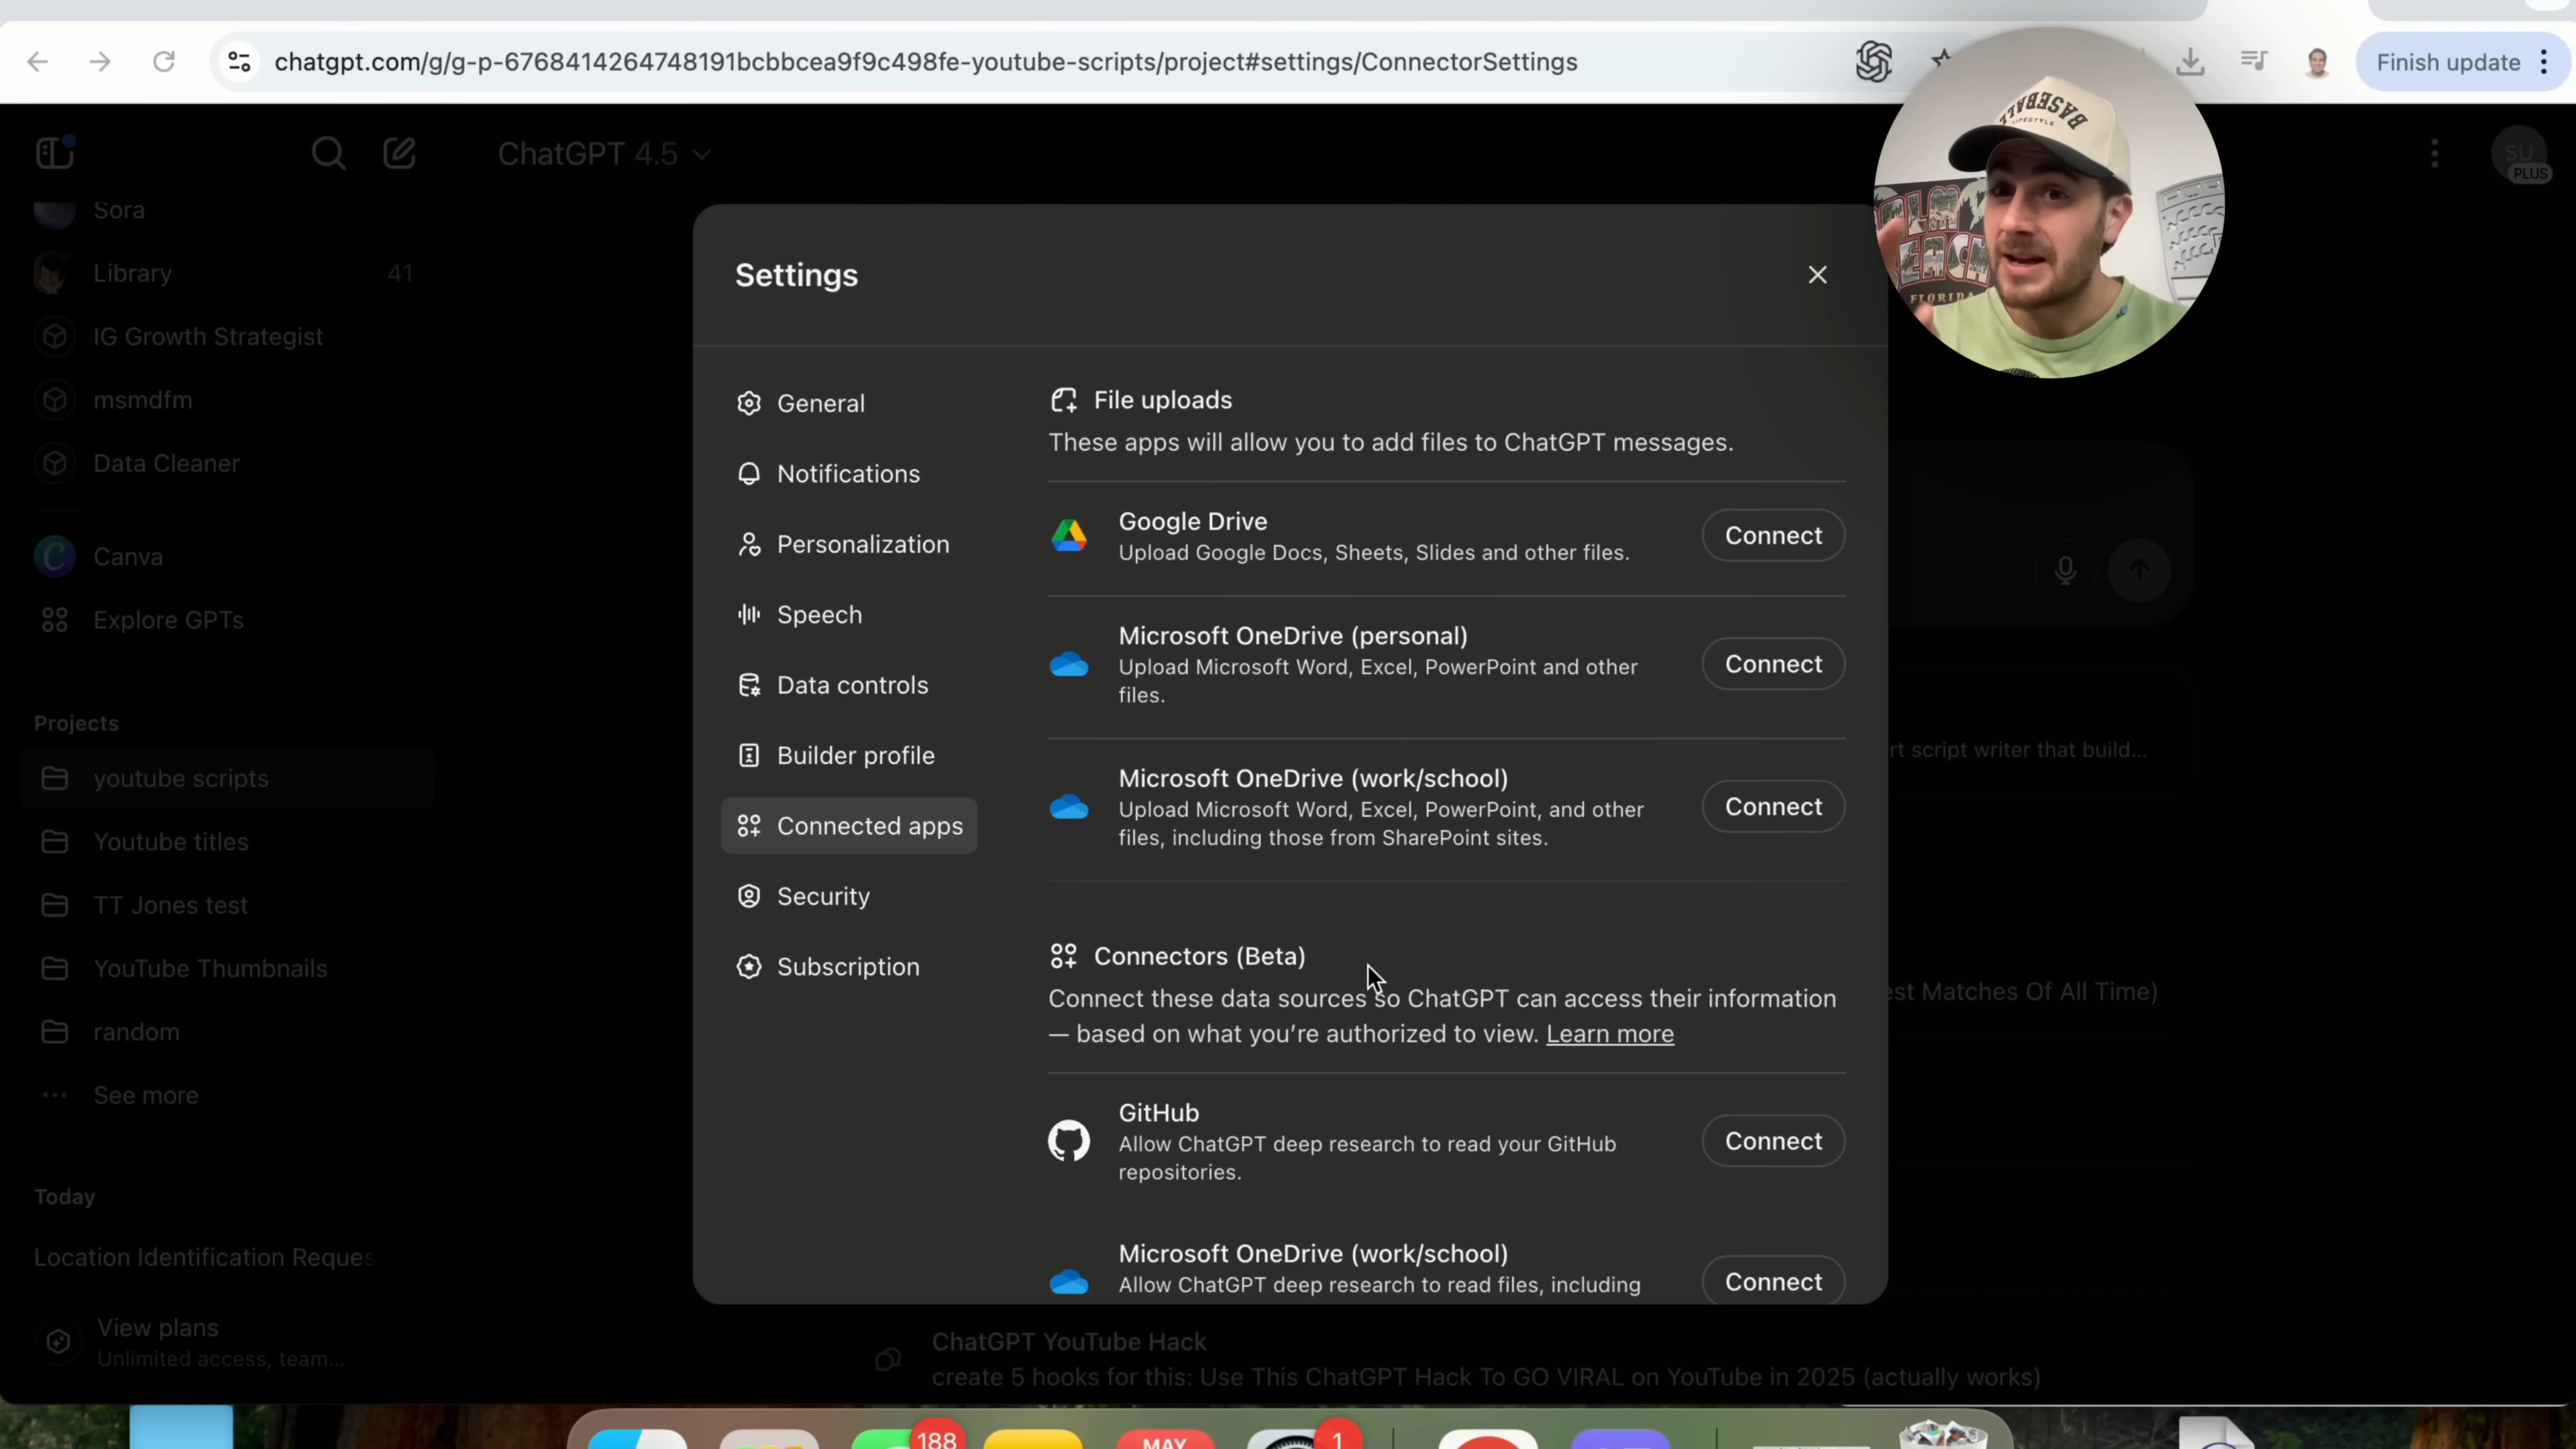 chatgpt.com/g/g-p-6768414264748191bcbbcea9f9c498fe-youtube-scripts/project#settings/ConnectorSettings
Finish update
ChatGPT 4.5
SU
PLUS
BASEBALL
LIFESTYLE
FLORIDA
Sora
Library
41
IG Growth Strategist
msmdfm
Data Cleaner
Canva
Explore GPTs
Projects
youtube scripts
Youtube titles
TT Jones test
YouTube Thumbnails
random
See more
Today
Location Identification Reques
View plans
Unlimited access, team...
Settings
General
Notifications
Personalization
Speech
Data controls
Builder profile
Connected apps
Security
Subscription
File uploads
These apps will allow you to add files to ChatGPT messages.
Google Drive
Upload Google Docs, Sheets, Slides and other files.
Connect
Microsoft OneDrive (personal)
Upload Microsoft Word, Excel, PowerPoint and other
files.
Connect
Microsoft OneDrive (work/school)
Upload Microsoft Word, Excel, PowerPoint, and other
files, including those from SharePoint sites.
Connect
Connectors (Beta)
Connect these data sources so ChatGPT can access their information
— based on what you're authorized to view. Learn more
GitHub
Allow ChatGPT deep research to read your GitHub
repositories.
Connect
Microsoft OneDrive (work/school)
Allow ChatGPT deep research to read files, including
Connect
rt script writer that build...
est Matches Of All Time)
ChatGPT YouTube Hack
create 5 hooks for this: Use This ChatGPT Hack To GO VIRAL on YouTube in 2025 (actually works)
188
MAY
1